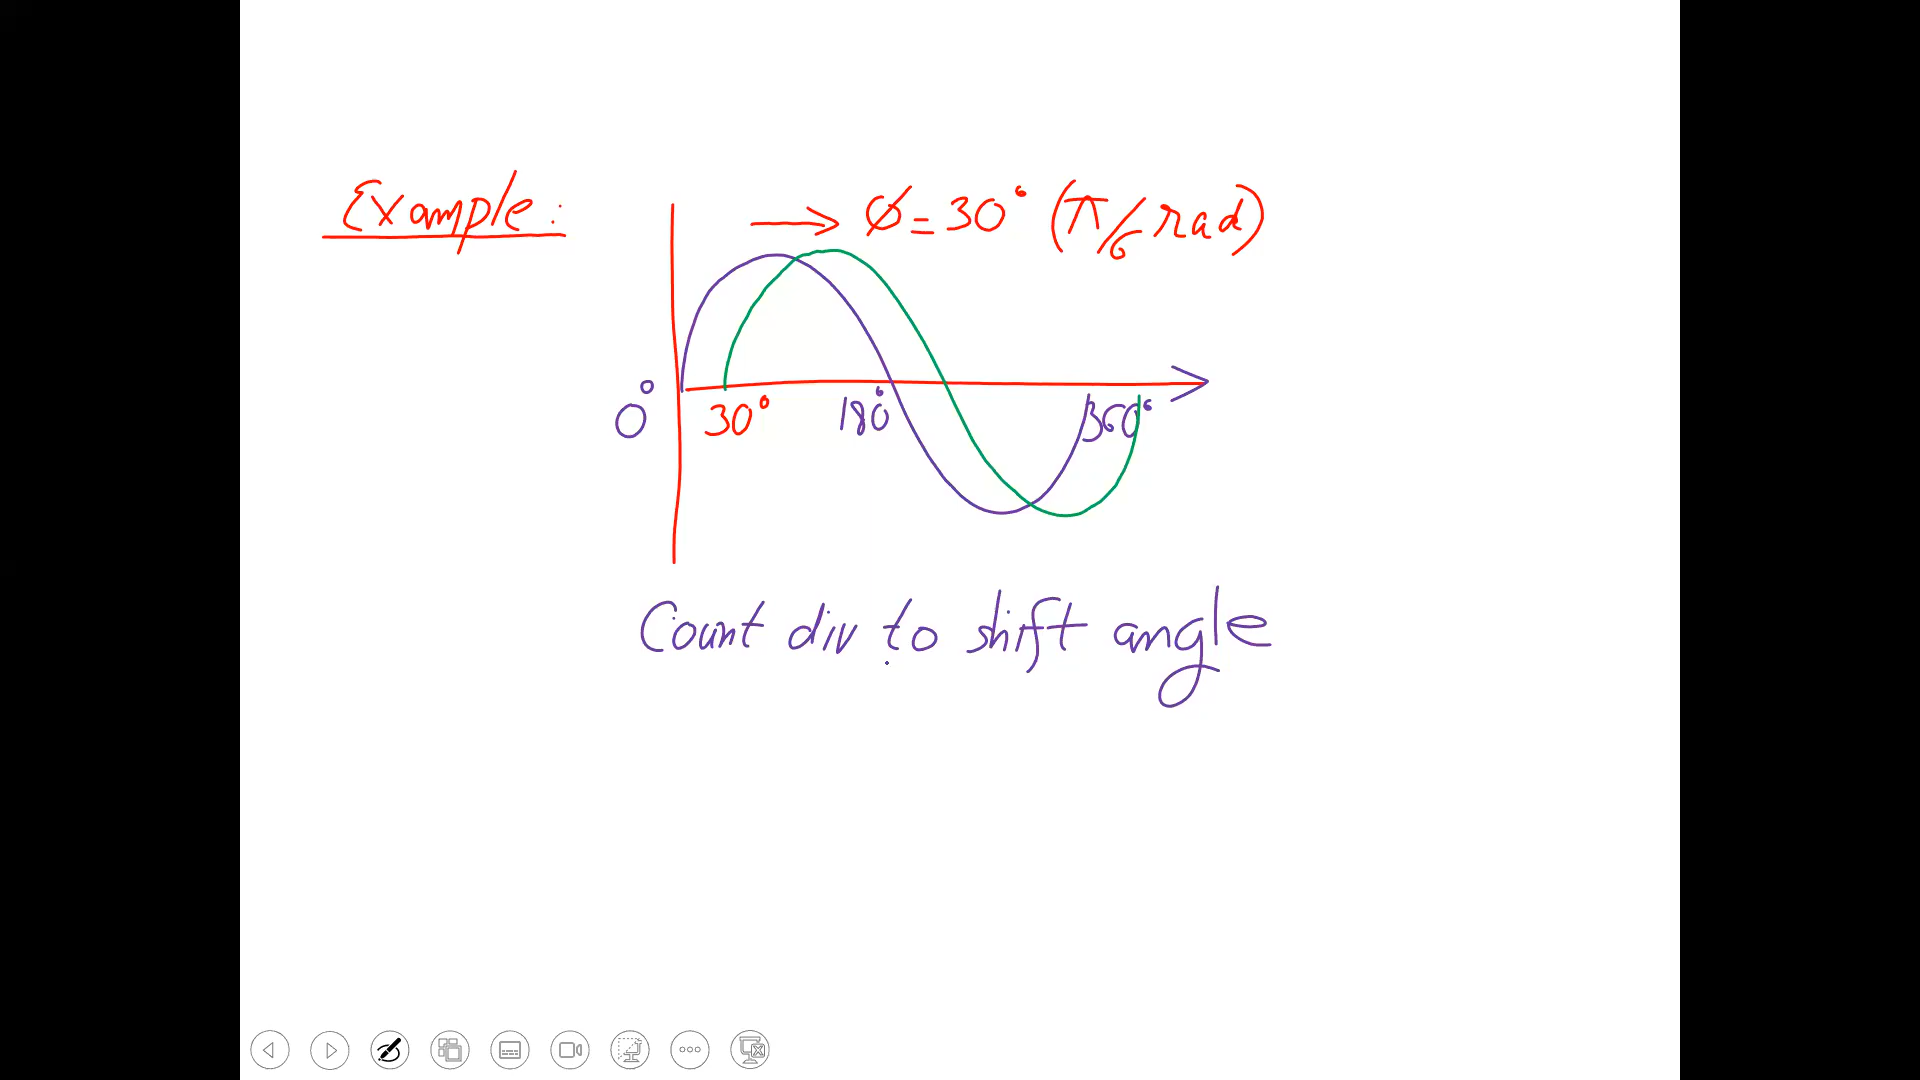 Example:
→ ϕ = 30° (π/6 rad)
0° 30° 180° 360°
Count div to shift angle